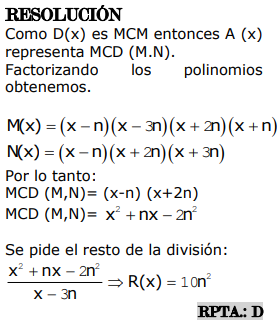 RESOLUCIÓN
Como D(x) es MCM entonces A (x)
representa MCD (M.N).
Factorizando los polinomios
obtenemos.
M(x) = (x − n)(x − 3n)(x + 2n)(x + n)
N(x) = (x − n)(x + 2n)(x + 3n)
Por lo tanto:
MCD (M,N)= (x-n) (x+2n)
MCD (M,N)= x² + nx − 2n²
Se pide el resto de la división:
x² + nx − 2n²
x − 3n
⇒ R(x) = 10n²
RPTA.: D